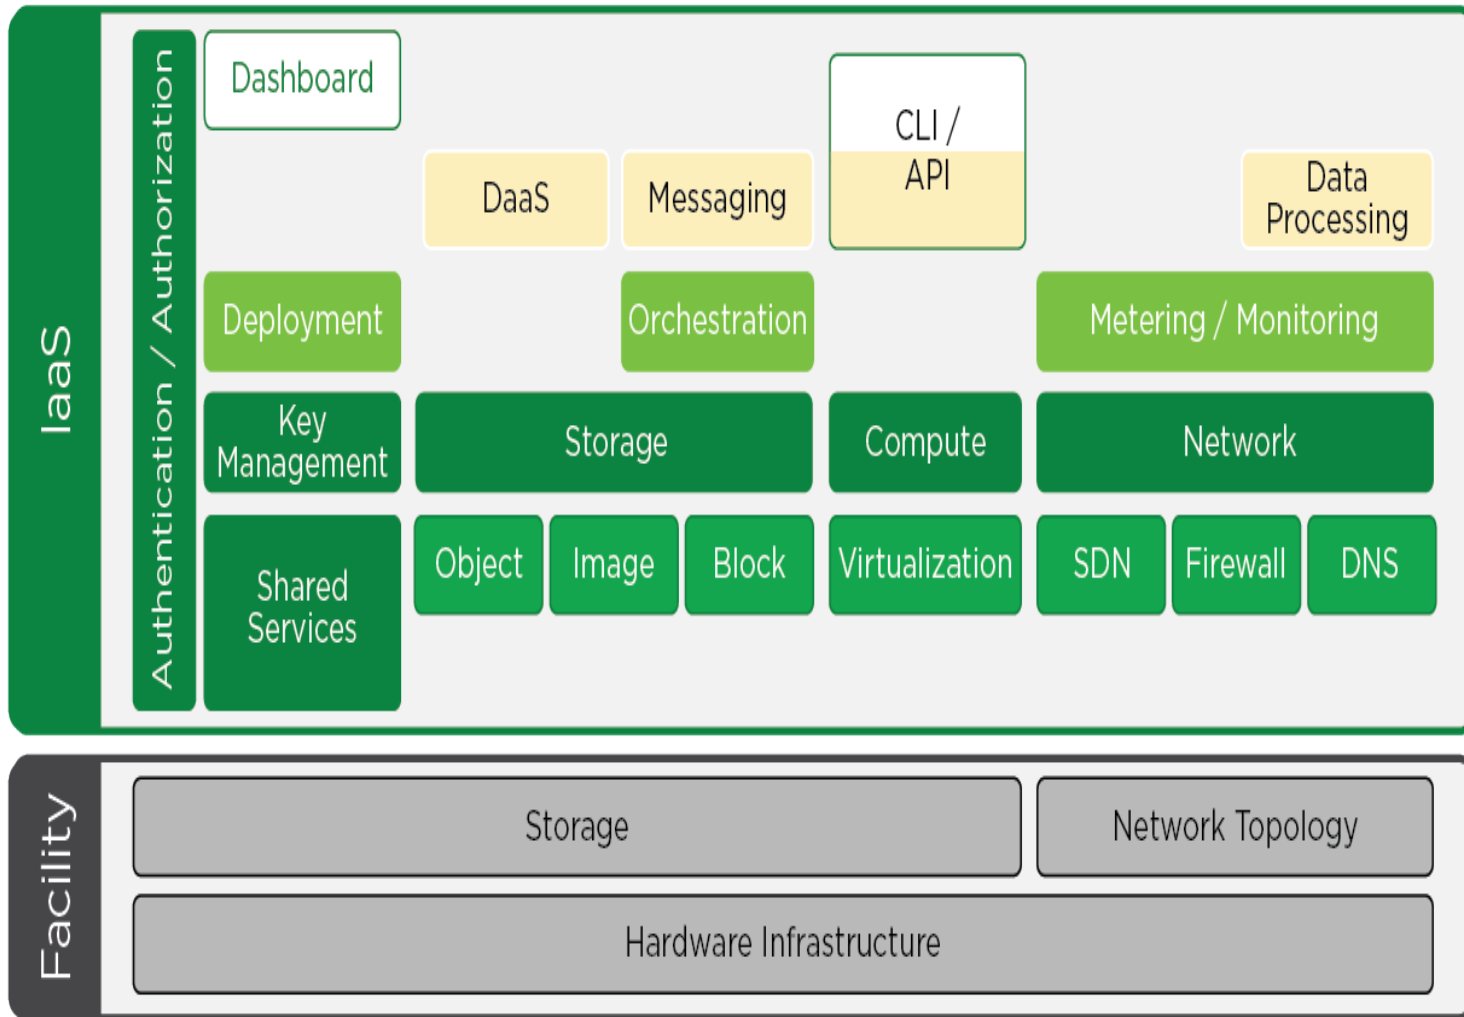 IaaS
Authentication / Authorization
Dashboard
CLI /
API
DaaS
Messaging
Data
Processing
Deployment
Orchestration
Metering / Monitoring
Key
Management
Storage
Compute
Network
Shared
Services
Object
Image
Block
Virtualization
SDN
Firewall
DNS
Facility
Storage
Network Topology
Hardware Infrastructure